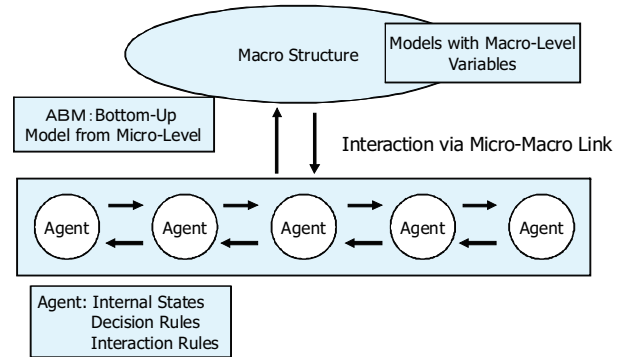 Macro Structure
Models with Macro-Level
Variables
ABM：Bottom-Up
Model from Micro-Level
Interaction via Micro-Macro Link
Agent Agent Agent Agent Agent
Agent: Internal States
Decision Rules
Interaction Rules